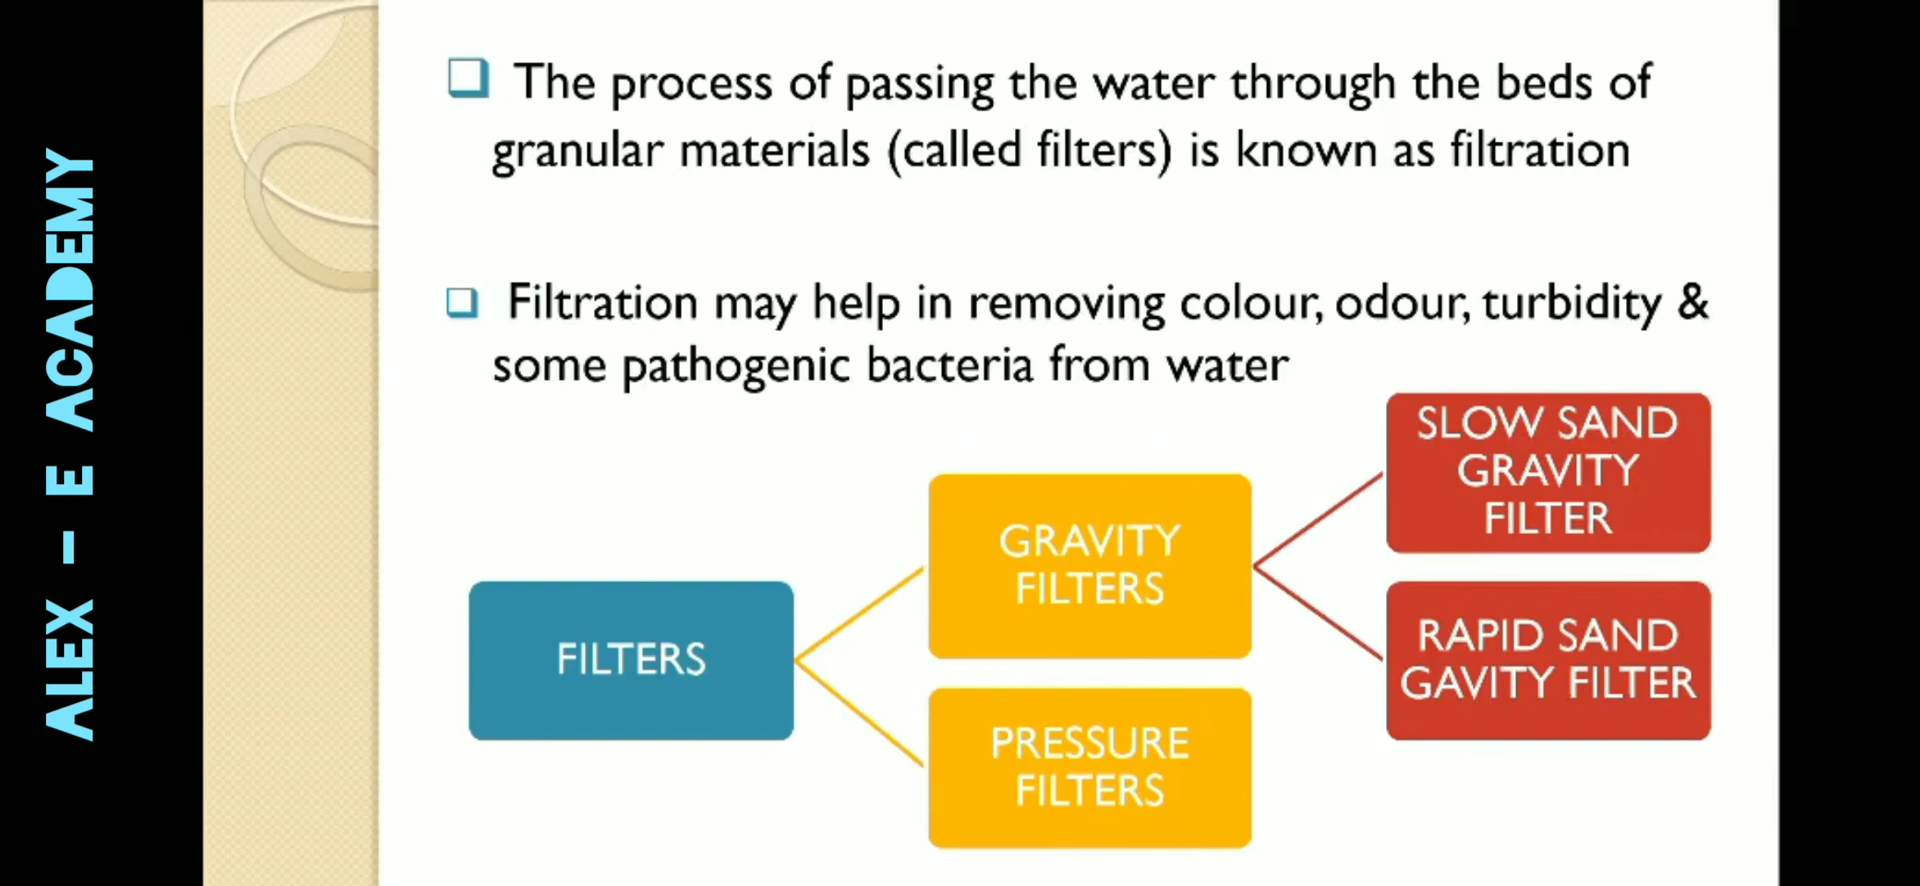 ALEX - E ACADEMY
The process of passing the water through the beds of
granular materials (called filters) is known as filtration
Filtration may help in removing colour, odour, turbidity &
some pathogenic bacteria from water
FILTERS
GRAVITY
FILTERS
PRESSURE
FILTERS
SLOW SAND
GRAVITY
FILTER
RAPID SAND
GAVITY FILTER